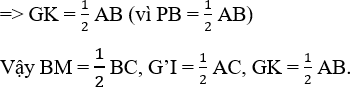 => GK = 1/2 AB (vì PB = 1/2 AB)
Vậy BM = 1/2 BC, G’I = 1/2 AC, GK = 1/2 AB.